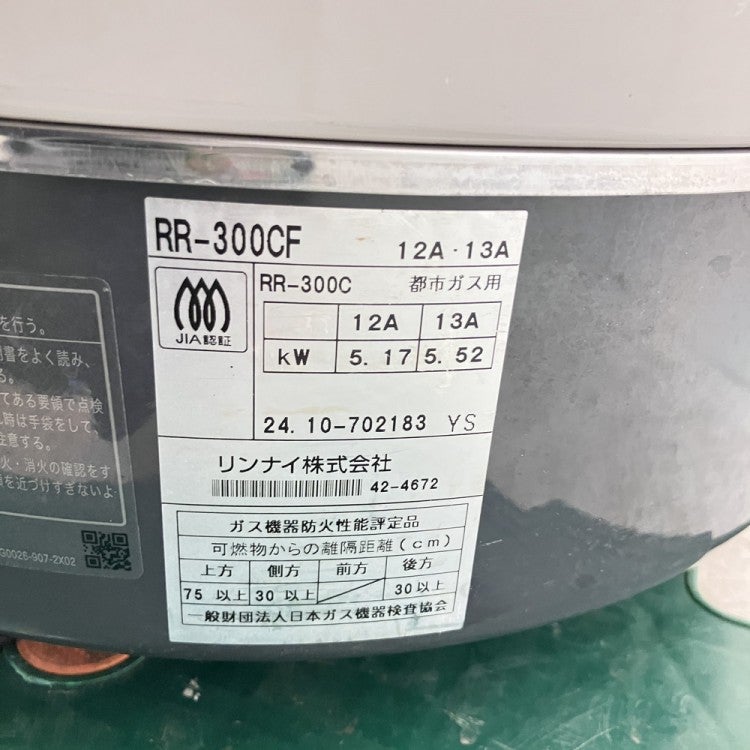 RR-300CF 12A・13A
JIA認証
RR-300C 都市ガス用
12A 13A
kW 5.17 5.52
24.10-702183 YS
リンナイ株式会社
42-4672
ガス機器防火性能評定品
可燃物からの離隔距離(cm)
上方 側方 前方 後方
75 以上 30 以上 30 以上
一般財団法人日本ガス機器検査協会
を行う。
書をよく読み、
る。
てある要領で点検
時は手袋をして、
意する。
火・消火の確認をす
を近づけすぎないよ
G0026-907-2X02